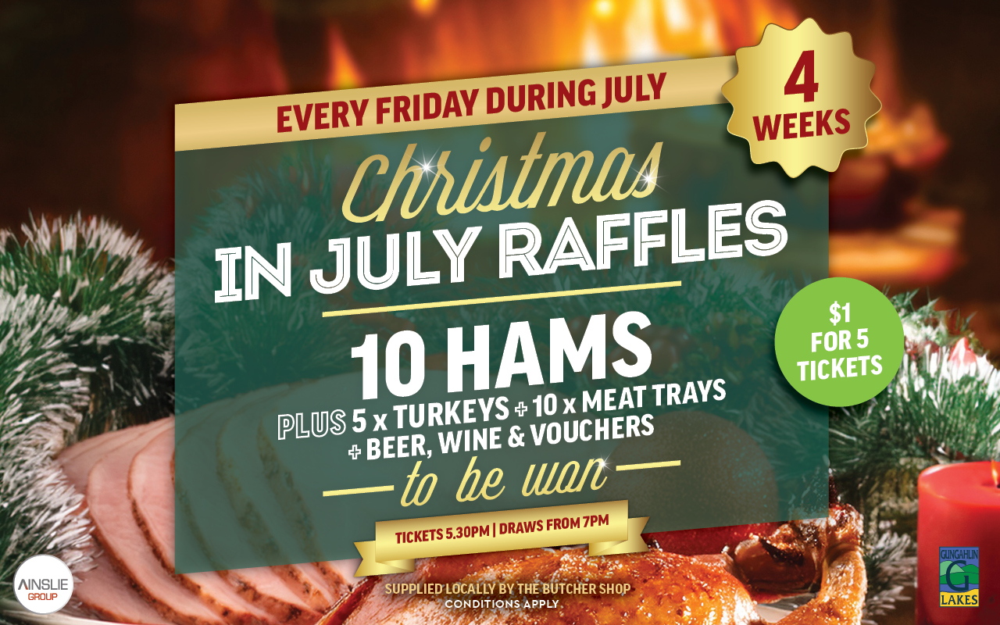 EVERY FRIDAY DURING JULY
4
WEEKS
Christmas
IN JULY RAFFLES
10 HAMS
PLUS 5 x TURKEYS + 10 x MEAT TRAYS
+ BEER, WINE & VOUCHERS
to be won
$1
FOR 5
TICKETS
TICKETS 5.30PM | DRAWS FROM 7PM
SUPPLIED LOCALLY BY THE BUTCHER SHOP
CONDITIONS APPLY.
AINSLIE
GROUP
GUNGAHLIN
G
LAKES